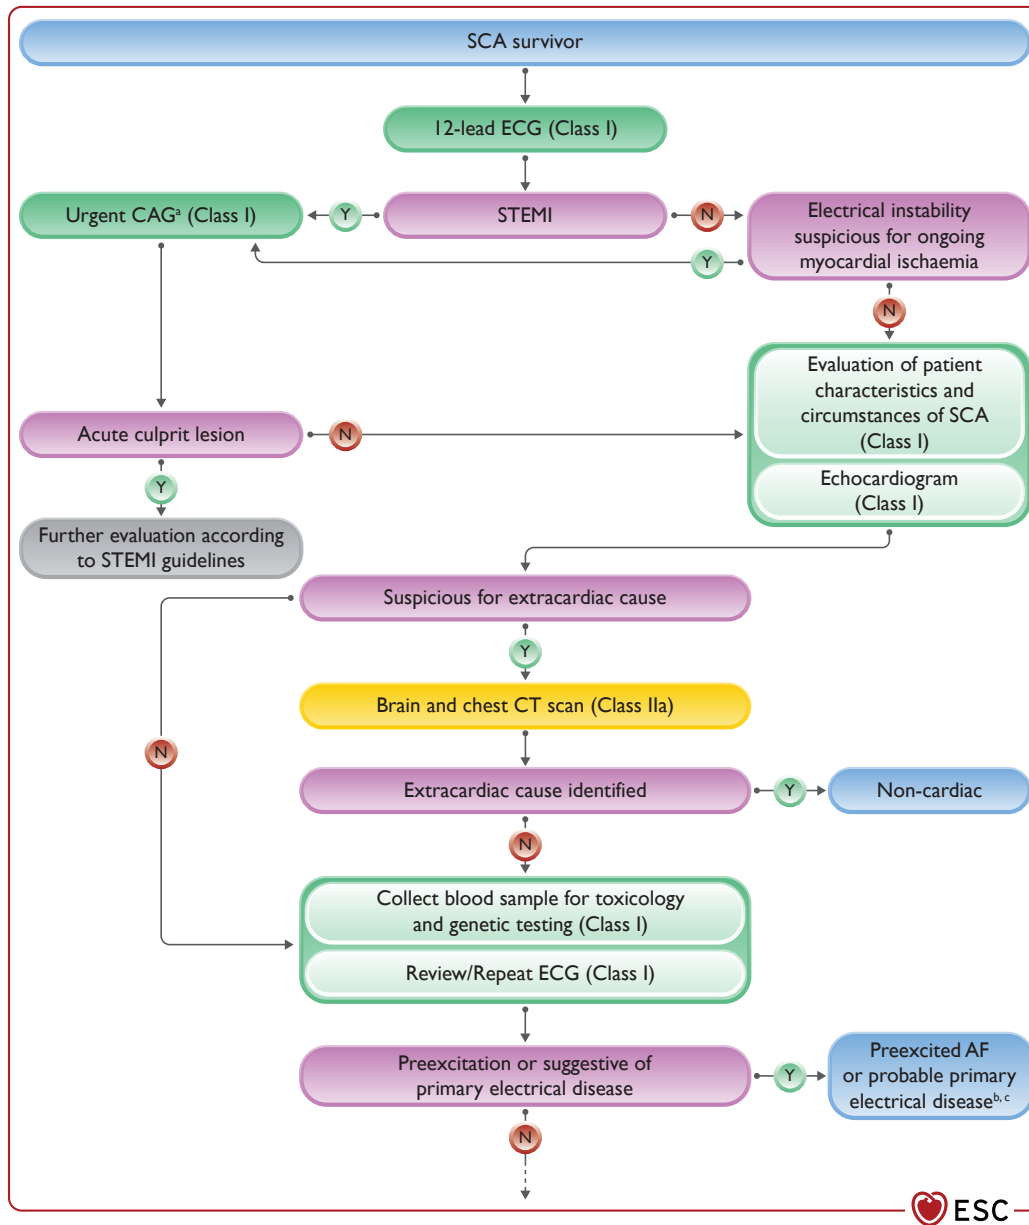 SCA survivor
12-lead ECG (Class I)
Urgent CAGᵃ (Class I)
Y
STEMI
N
Electrical instability
suspicious for ongoing
myocardial ischaemia
Y
N
Evaluation of patient
characteristics and
circumstances of SCA
(Class I)
Echocardiogram
(Class I)
Acute culprit lesion
N
Y
Further evaluation according
to STEMI guidelines
Suspicious for extracardiac cause
Y
Brain and chest CT scan (Class IIa)
N
Extracardiac cause identified
Y
Non-cardiac
N
Collect blood sample for toxicology
and genetic testing (Class I)
Review/Repeat ECG (Class I)
Preexcitation or suggestive of
primary electrical disease
Y
Preexcited AF
or probable primary
electrical diseaseᵇ, ᶜ
N
ESC